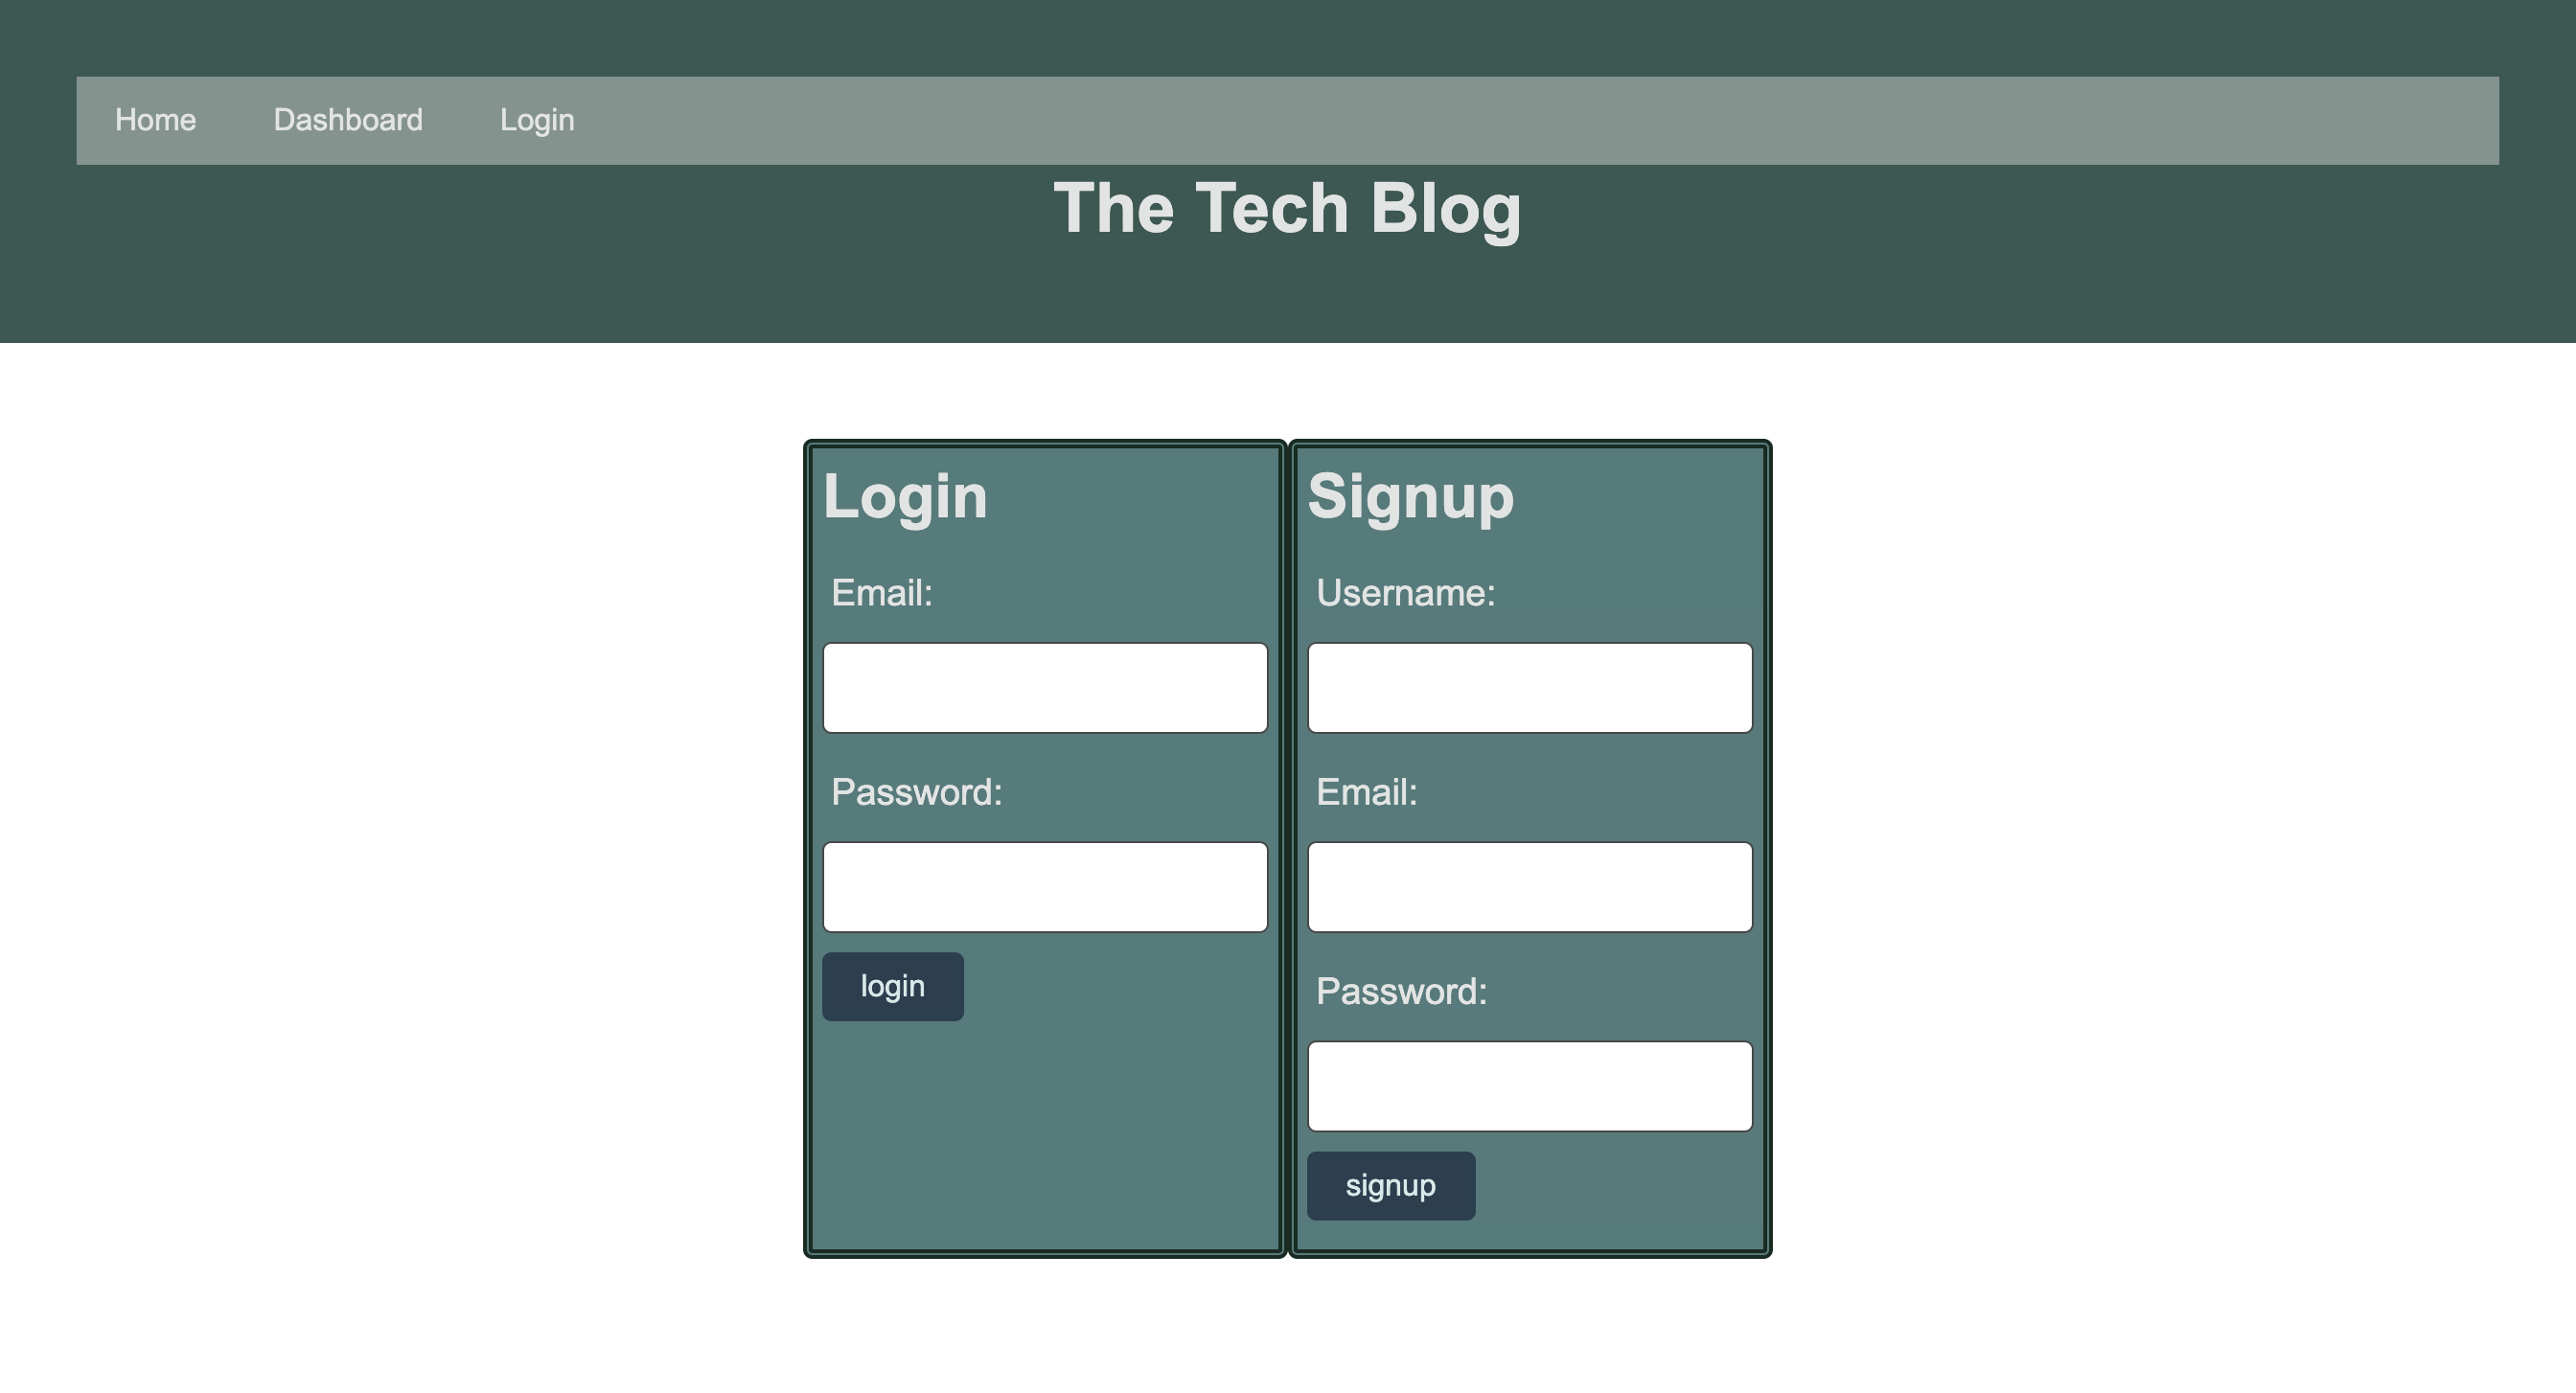 Home Dashboard Login
The Tech Blog
Login
Email:
Password:
login
Signup
Username:
Email:
Password:
signup